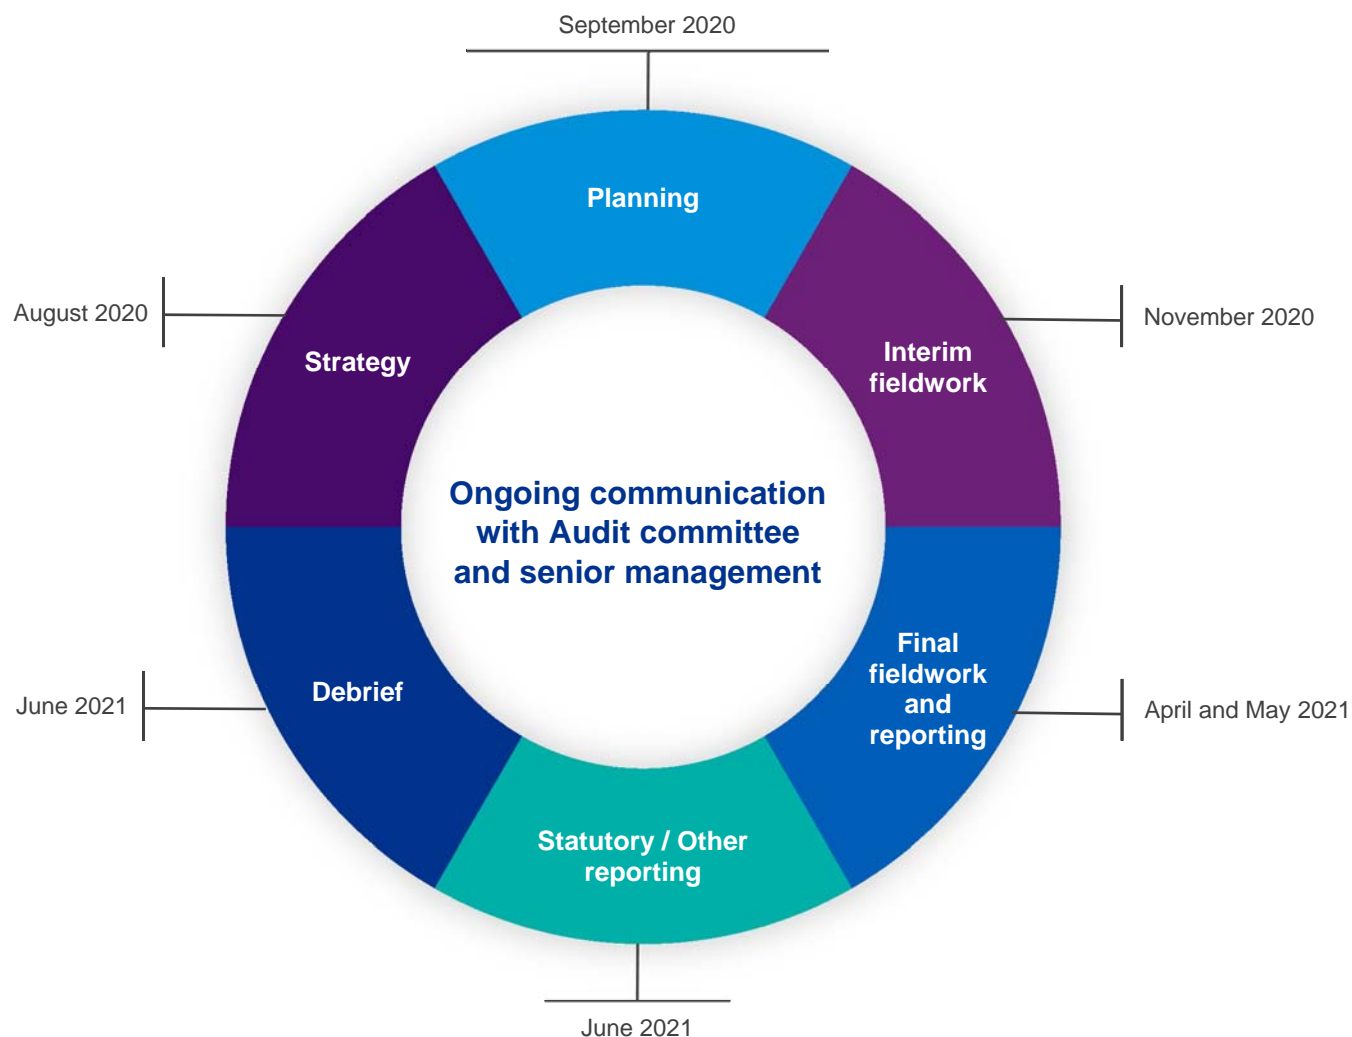 September 2020
Planning
August 2020
Strategy
November 2020
Interim
fieldwork
Ongoing communication
with Audit committee
and senior management
Final
fieldwork
and
reporting
April and May 2021
June 2021
Debrief
Statutory / Other
reporting
June 2021